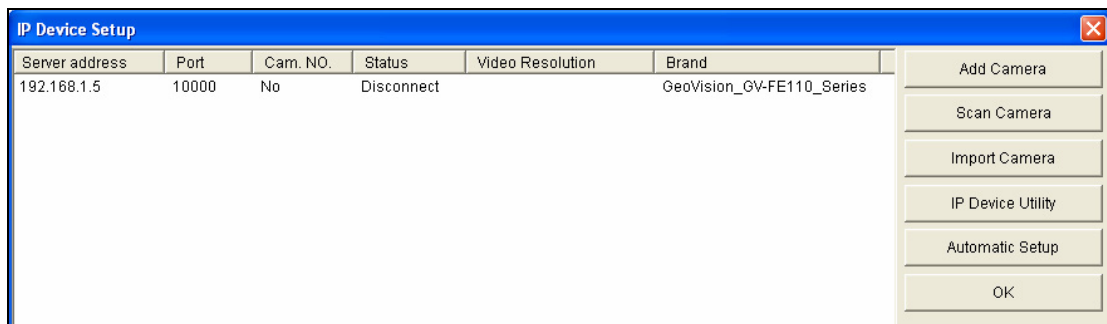 IP Device Setup
Server address Port Cam. NO. Status Video Resolution Brand
192.168.1.5 10000 No Disconnect GeoVision_GV-FE110_Series
Add Camera
Scan Camera
Import Camera
IP Device Utility
Automatic Setup
OK